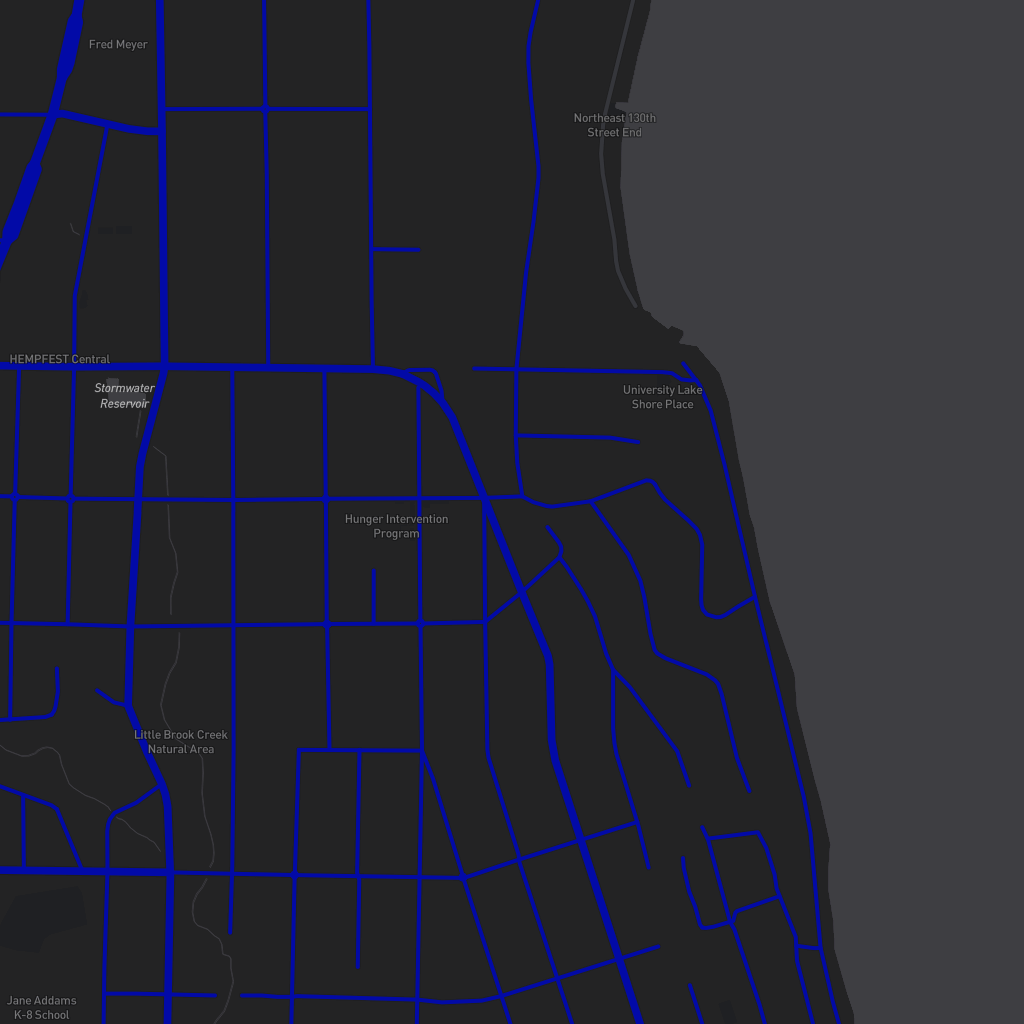 Fred Meyer
Northeast 130th
Street End
HEMPFEST Central
Stormwater
Reservoir
University Lake
Shore Place
Hunger Intervention
Program
Little Brook Creek
Natural Area
Jane Addams
K-8 School